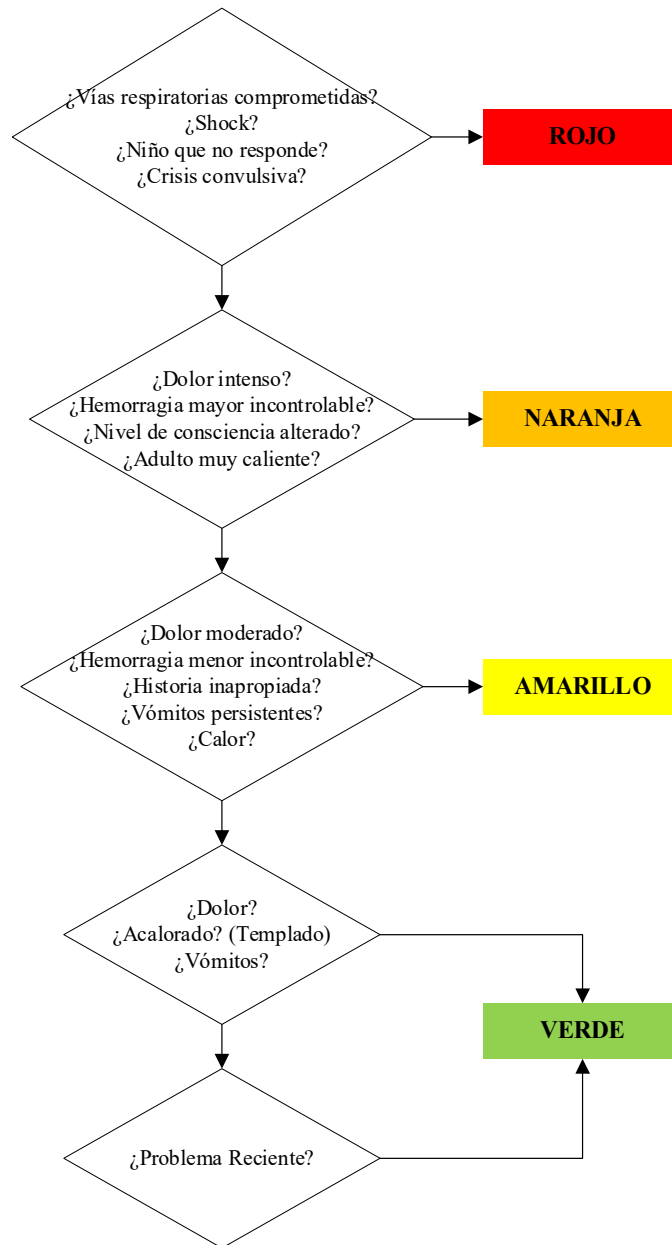 ¿Vías respiratorias comprometidas?
¿Shock?
¿Niño que no responde?
¿Crisis convulsiva?
ROJO
¿Dolor intenso?
¿Hemorragia mayor incontrolable?
¿Nivel de consciencia alterado?
¿Adulto muy caliente?
NARANJA
¿Dolor moderado?
¿Hemorragia menor incontrolable?
¿Historia inapropiada?
¿Vómitos persistentes?
¿Calor?
AMARILLO
¿Dolor?
¿Acalorado? (Templado)
¿Vómitos?
VERDE
¿Problema Reciente?